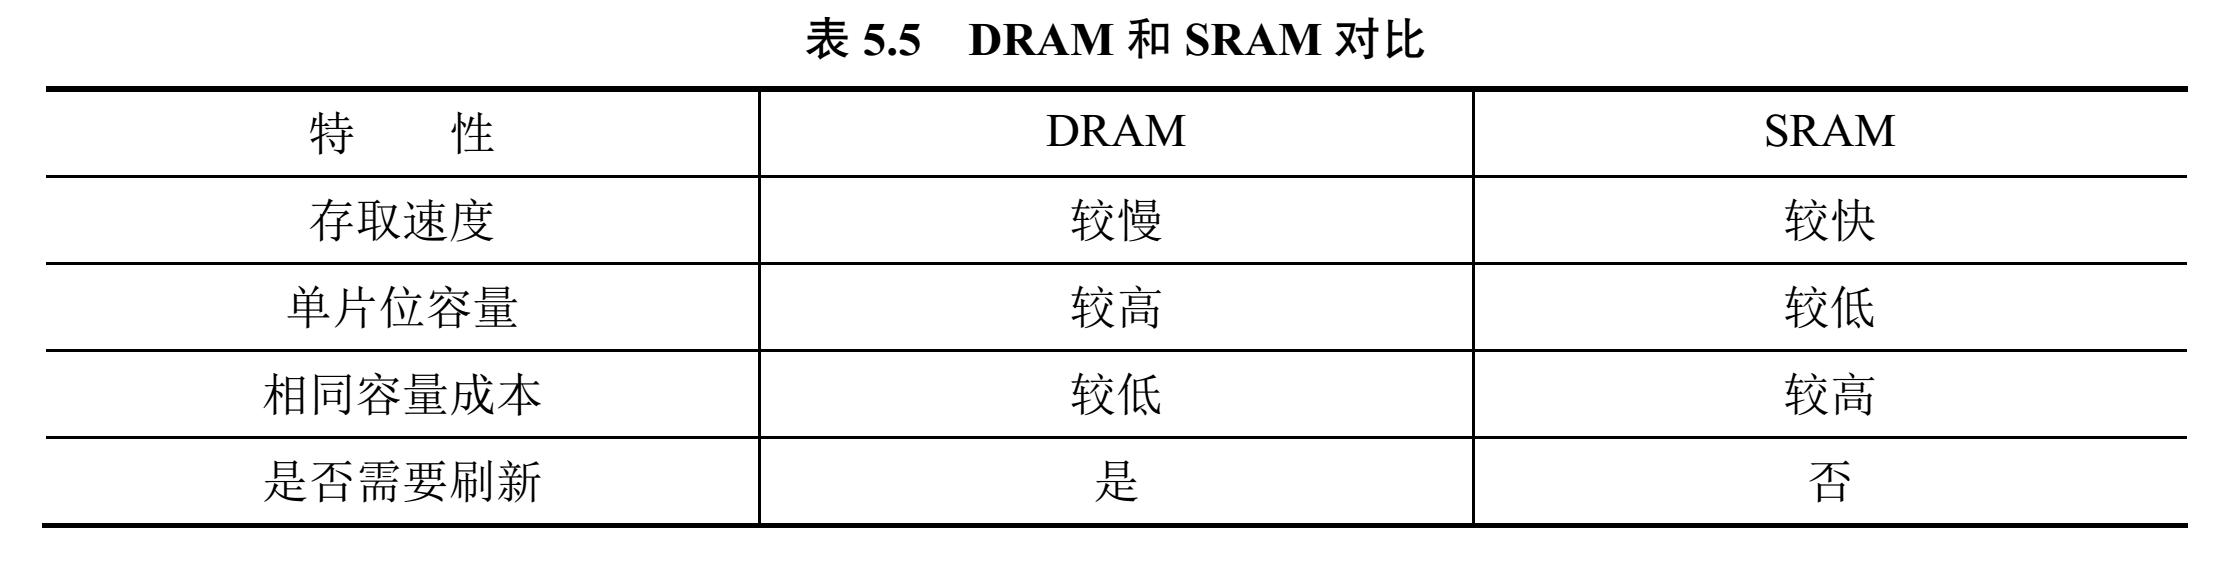 表 5.5 DRAM 和 SRAM 对比
特 性 DRAM SRAM
存取速度 较慢 较快
单片位容量 较高 较低
相同容量成本 较低 较高
是否需要刷新 是 否